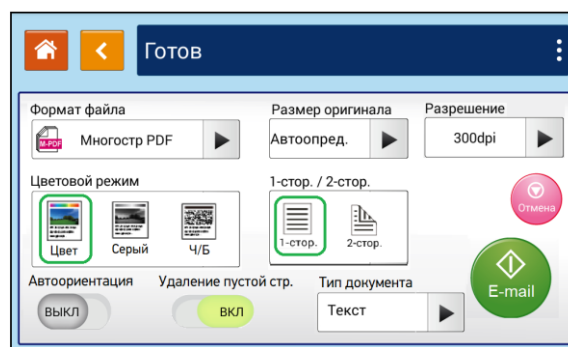 Готов
Формат файла
Размер оригинала
Разрешение
M-PDF
Многостр PDF
Автоопред.
300dpi
Цветовой режим
1-стор. / 2-стор.
Отмена
Цвет
Серый
Ч/Б
1-стор.
2-стор.
Автоориентация
Удаление пустой стр.
Тип документа
E-mail
ВЫКЛ
ВКЛ
Текст